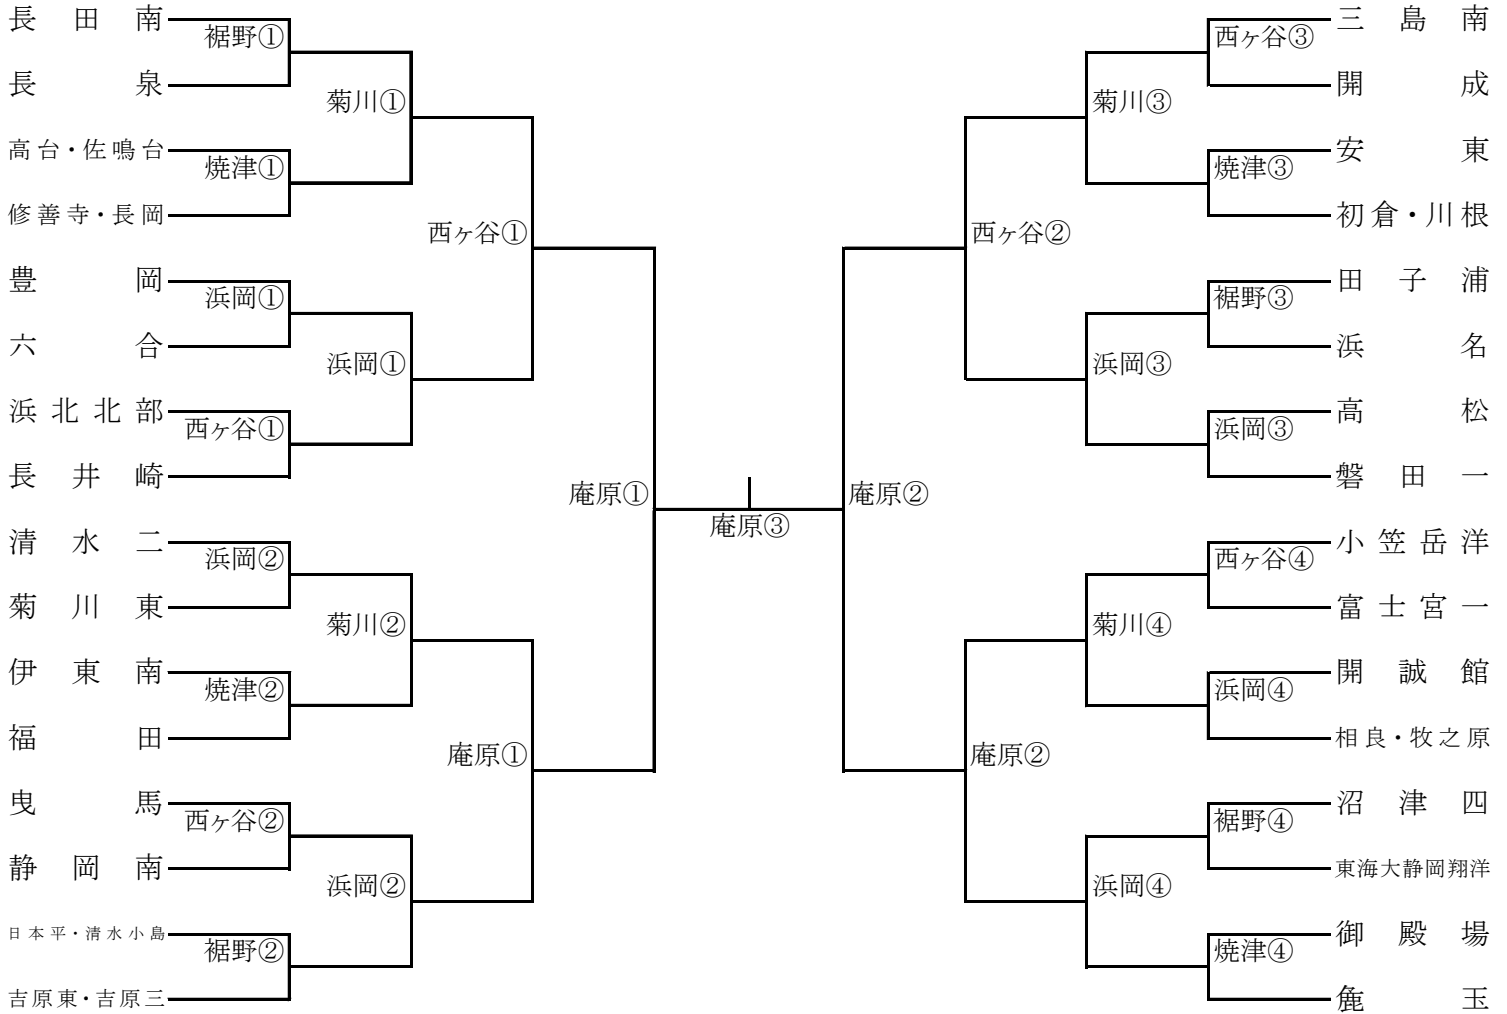 長田南
長泉
高台・佐鳴台
修善寺・長岡
豊岡
六合
浜北北部
長井崎
清水二
菊川東
伊東南
福田
曳馬
静岡南
日本平・清水小島
吉原東・吉原三
裾野①
焼津①
浜岡①
西ヶ谷①
浜岡②
焼津②
西ヶ谷②
裾野②
菊川①
浜岡①
菊川②
浜岡②
西ヶ谷①
庵原①
庵原①
庵原③
庵原②
西ヶ谷②
庵原②
菊川③
浜岡③
菊川④
浜岡④
西ヶ谷③
焼津③
裾野③
浜岡③
西ヶ谷④
浜岡④
裾野④
焼津④
三島南
開成
安東
初倉・川根
田子浦
浜名
高松
磐田一
小笠岳洋
富士宮一
開誠館
相良・牧之原
沼津四
東海大静岡翔洋
御殿場
麁玉